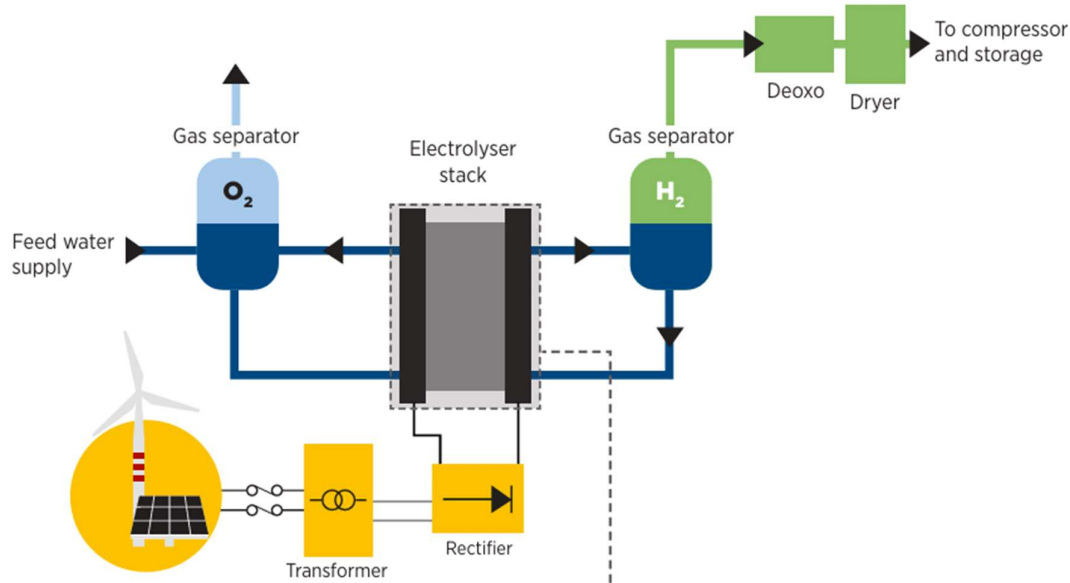 To compressor
and storage
Deoxo
Dryer
Gas separator
Electrolyser
stack
Gas separator
O₂
H₂
Feed water
supply
Rectifier
Transformer